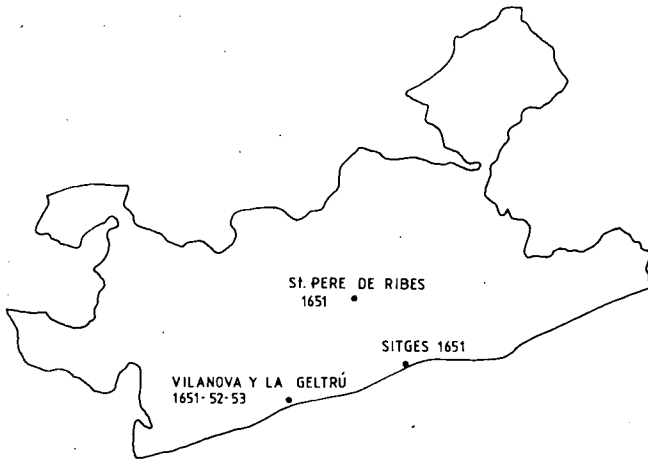 St. PERE DE RIBES
1651
SITGES 1651
VILANOVA Y LA GELTRÚ
1651-52-53